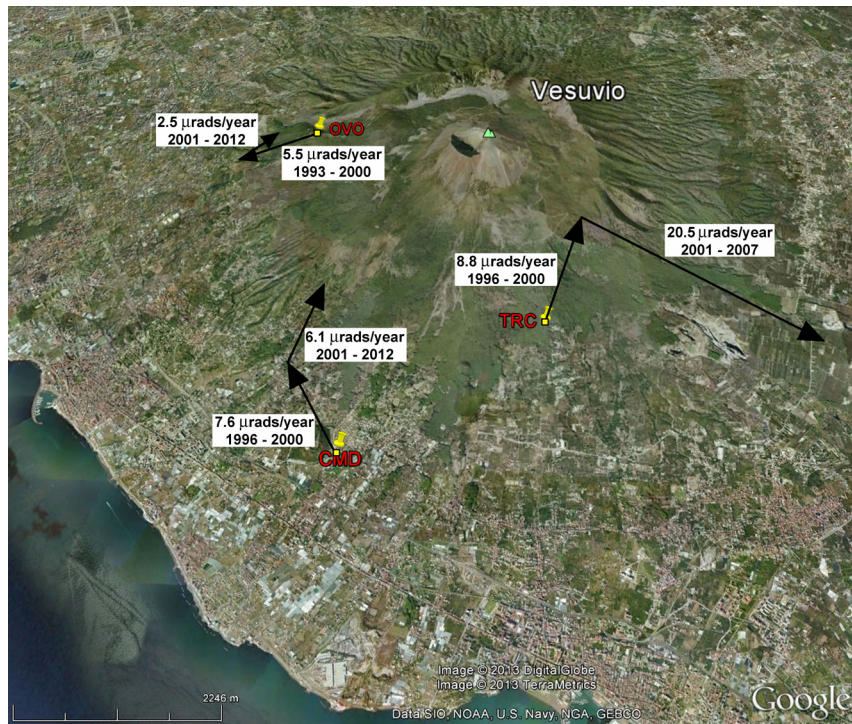 Vesuvio
2.5 μrads/year
2001 - 2012
OVO
5.5 μrads/year
1993 - 2000
20.5 μrads/year
2001 - 2007
8.8 μrads/year
1996 - 2000
TRC
6.1 μrads/year
2001 - 2012
7.6 μrads/year
1996 - 2000
CMD
Image © 2013 DigitalGlobe
Image © 2013 TerraMetrics
2246 m
Data SIO, NOAA, U.S. Navy, NGA, GEBCO
Google